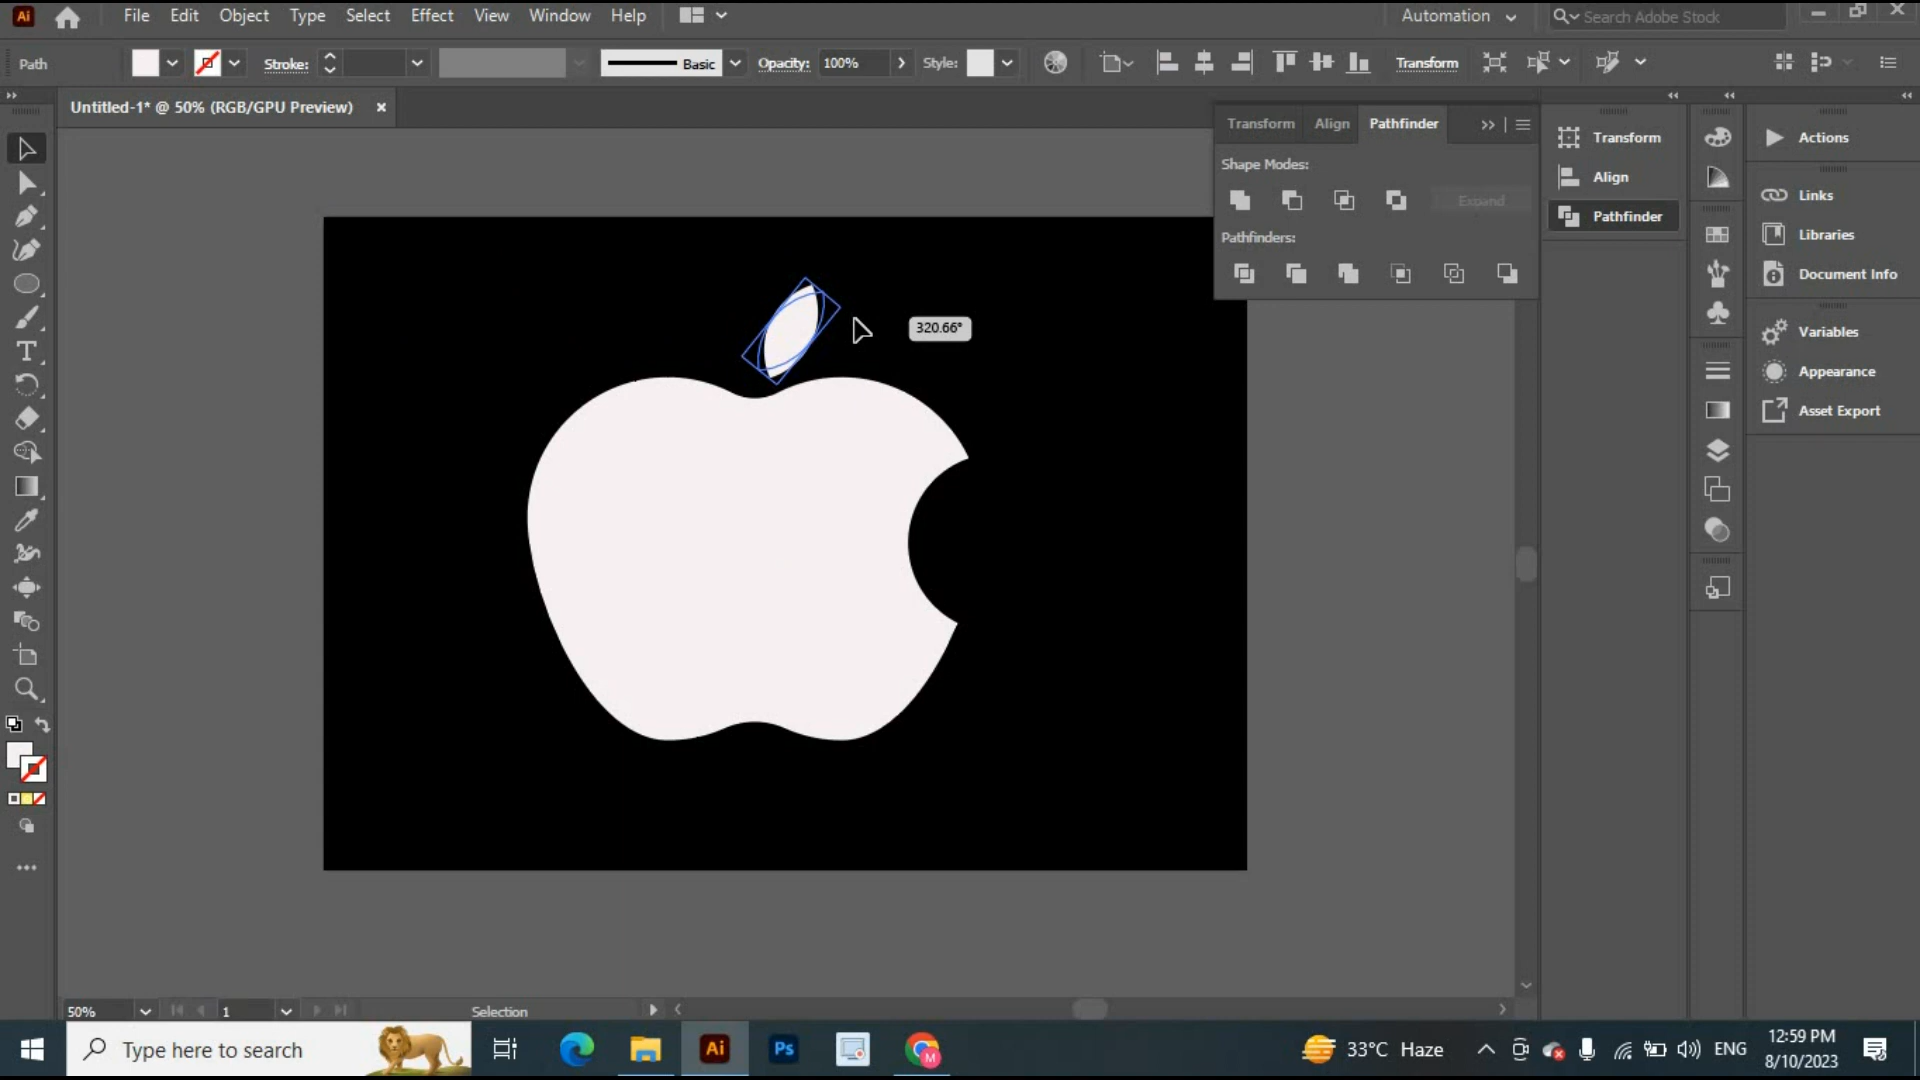 Ai File Edit Object Type Select Effect View Window Help Automation Search Adobe Stock
Path Stroke: Basic Opacity: 100% Style: Transform
Untitled-1* @ 50% (RGB/GPU Preview) ×
Transform Align Pathfinder
Shape Modes:
Expand
Pathfinders:
Transform
Align
Pathfinder
Actions
Links
Libraries
Document Info
Variables
Appearance
Asset Export
320.66°
50% 1 Selection
Type here to search Ai Ps M 33°C Haze ENG 12:59 PM
8/10/2023